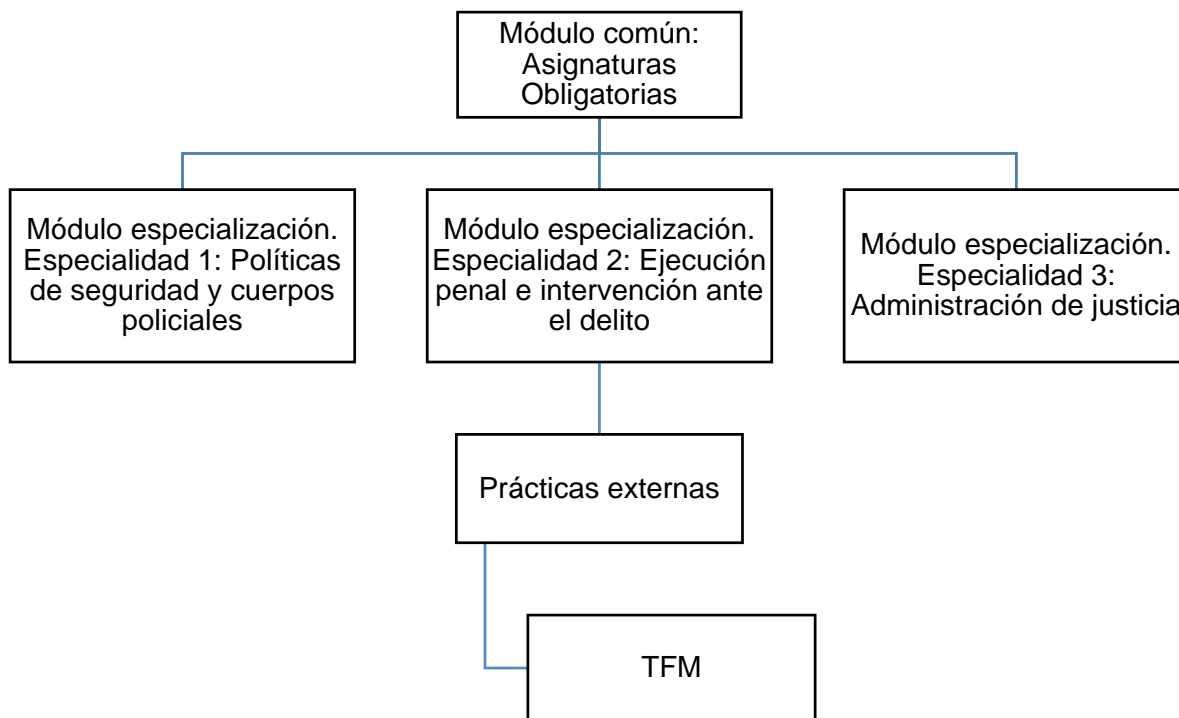 Módulo común:
Asignaturas
Obligatorias
Módulo especialización.
Especialidad 1: Políticas
de seguridad y cuerpos
policiales
Módulo especialización.
Especialidad 2: Ejecución
penal e intervención ante
el delito
Módulo especialización.
Especialidad 3:
Administración de justicia
Prácticas externas
TFM